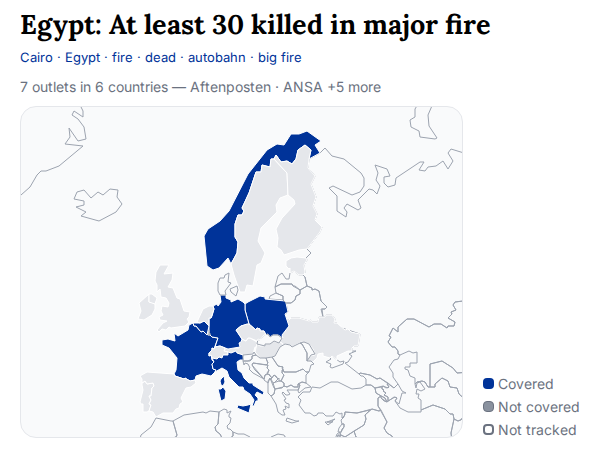 Egypt: At least 30 killed in major fire
Cairo · Egypt · fire · dead · autobahn · big fire
7 outlets in 6 countries — Aftenposten · ANSA +5 more
Covered
Not covered
Not tracked